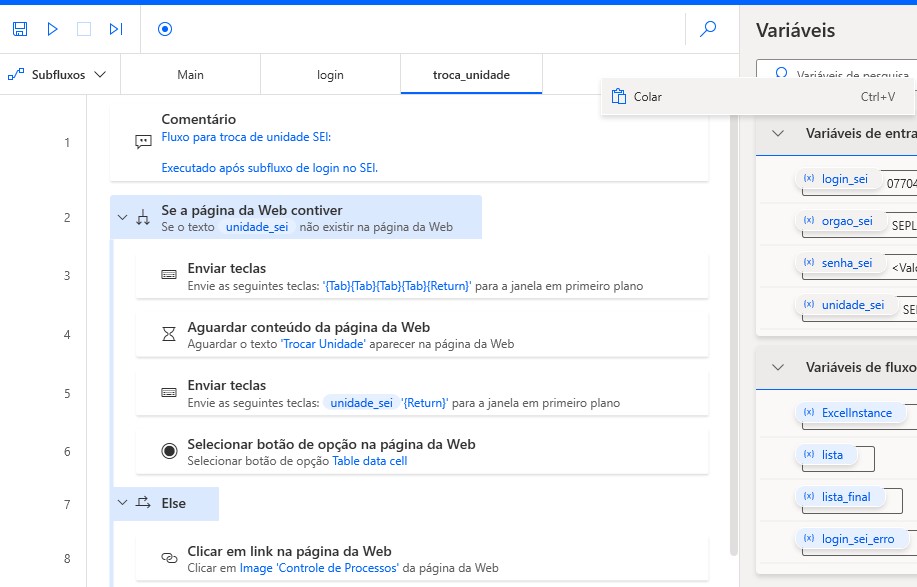 Variáveis
Subfluxos
Main
login
troca_unidade
Variáveis de pesquisa
Colar
Ctrl+V
1
Comentário
Fluxo para troca de unidade SEI:
Executado após subfluxo de login no SEI.
2
Se a página da Web contiver
Se o texto unidade_sei não existir na página da Web
3
Enviar teclas
Envie as seguintes teclas: '{Tab}{Tab}{Tab}{Tab}{Return}' para a janela em primeiro plano
4
Aguardar conteúdo da página da Web
Aguardar o texto 'Trocar Unidade' aparecer na página da Web
5
Enviar teclas
Envie as seguintes teclas: unidade_sei '{Return}' para a janela em primeiro plano
6
Selecionar botão de opção na página da Web
Selecionar botão de opção Table data cell
7
Else
8
Clicar em link na página da Web
Clicar em Image 'Controle de Processos' da página da Web
Variáveis de entra
(x) login_sei 07704
(x) orgao_sei SEPL
(x) senha_sei <Valo
(x) unidade_sei SE
Variáveis de fluxo
(x) ExcelInstance
(x) lista
(x) lista_final
(x) login_sei_erro